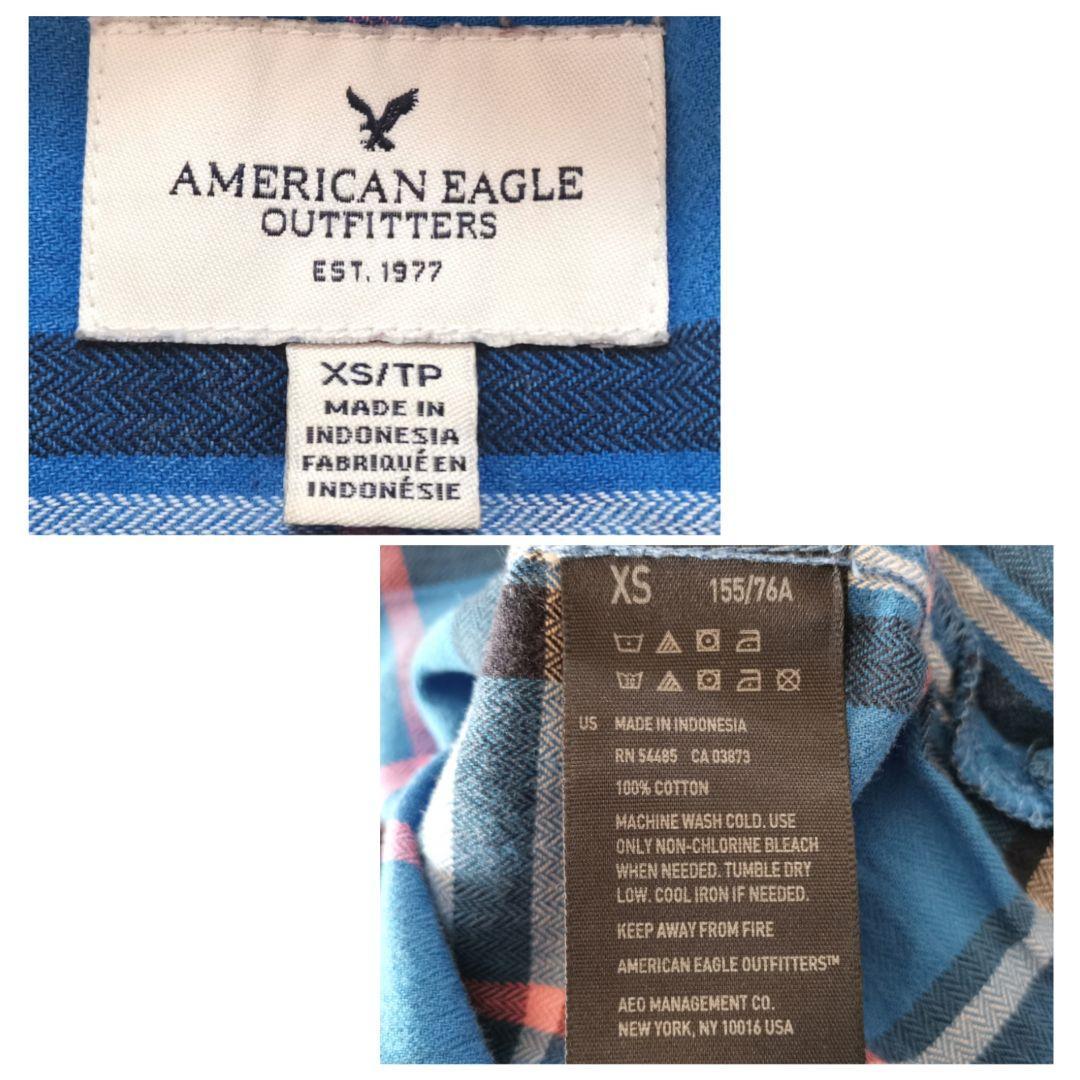 AMERICAN EAGLE
OUTFITTERS
EST. 1977
XS/TP
MADE IN
INDONESIA
FABRIQUÉ EN
INDONÉSIE
XS 155/76A
US MADE IN INDONESIA
RN 54485 CA 03873
100% COTTON
MACHINE WASH COLD. USE
ONLY NON-CHLORINE BLEACH
WHEN NEEDED. TUMBLE DRY
LOW. COOL IRON IF NEEDED.
KEEP AWAY FROM FIRE
AMERICAN EAGLE OUTFITTERS™
AEO MANAGEMENT CO.
NEW YORK, NY 10016 USA